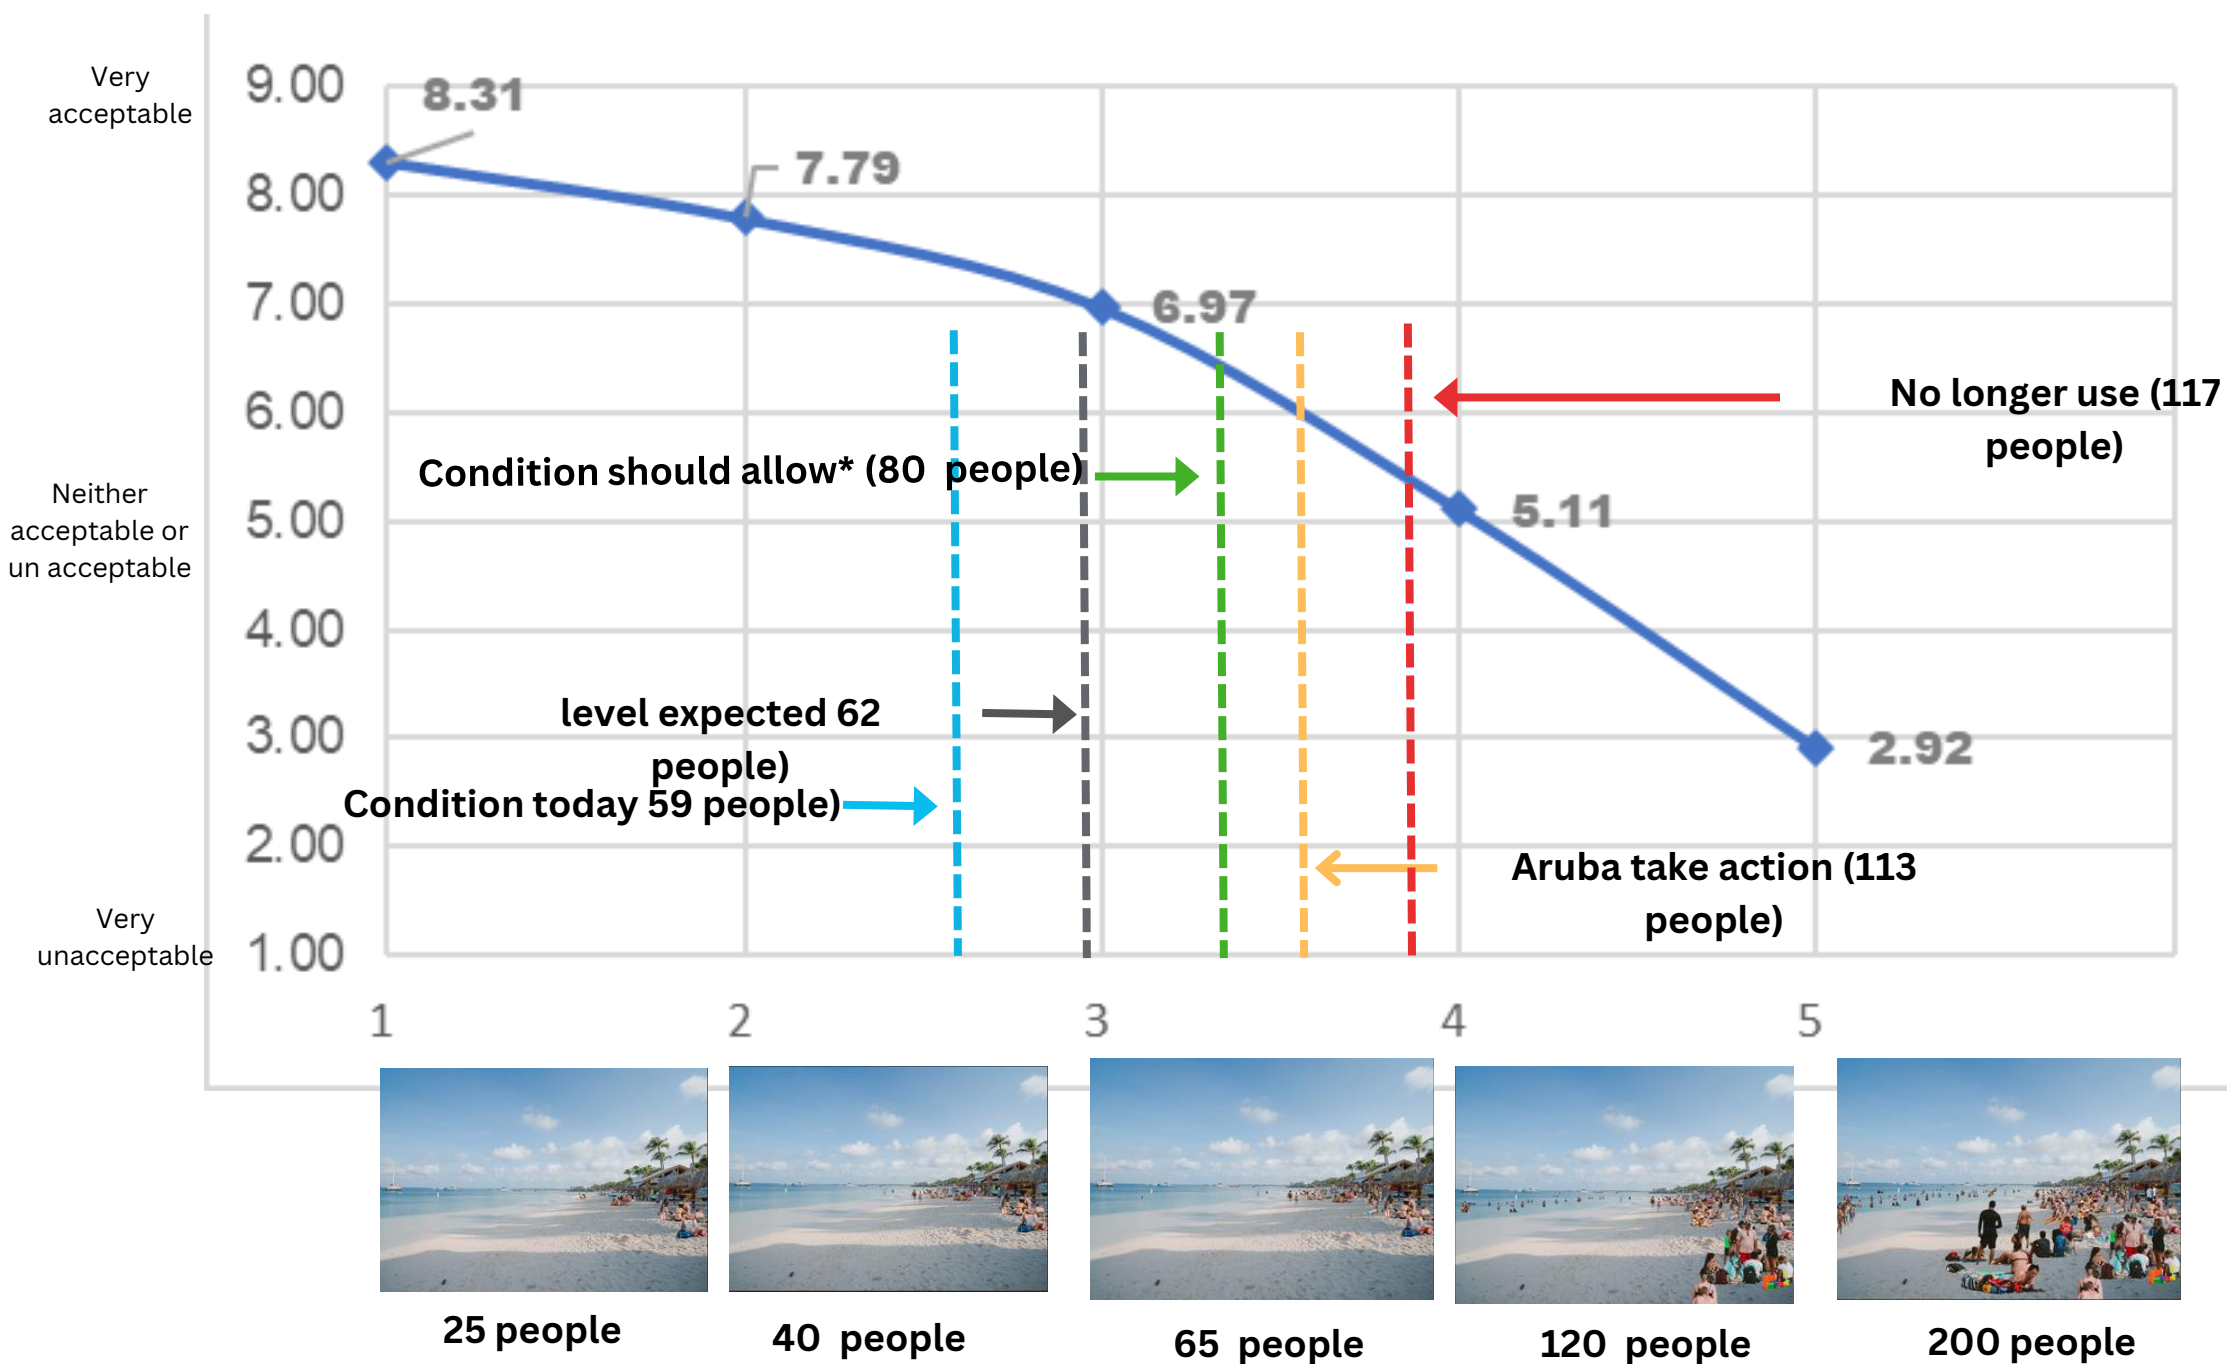 Very
acceptable
9.00
8.31
8.00
7.79
7.00
6.97
6.00
No longer use (117
people)
Condition should allow* (80  people)
Neither
acceptable or
un acceptable
5.00
5.11
4.00
level expected 62
people)
3.00
2.92
Condition today 59 people)
2.00
Aruba take action (113
people)
Very
unacceptable
1.00
1
2
3
4
5
25 people
40  people
65  people
120  people
200 people